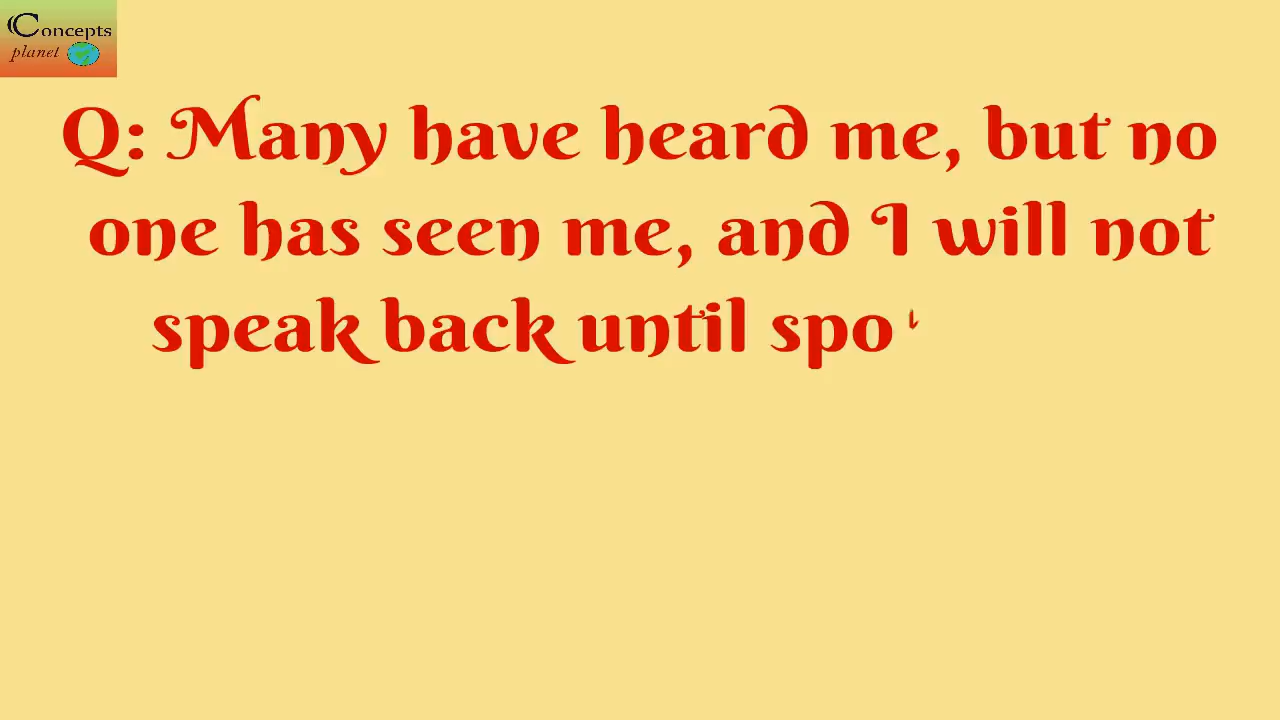 Concepts
planet
Q: Many have heard me, but no
one has seen me, and I will not
speak back until spo